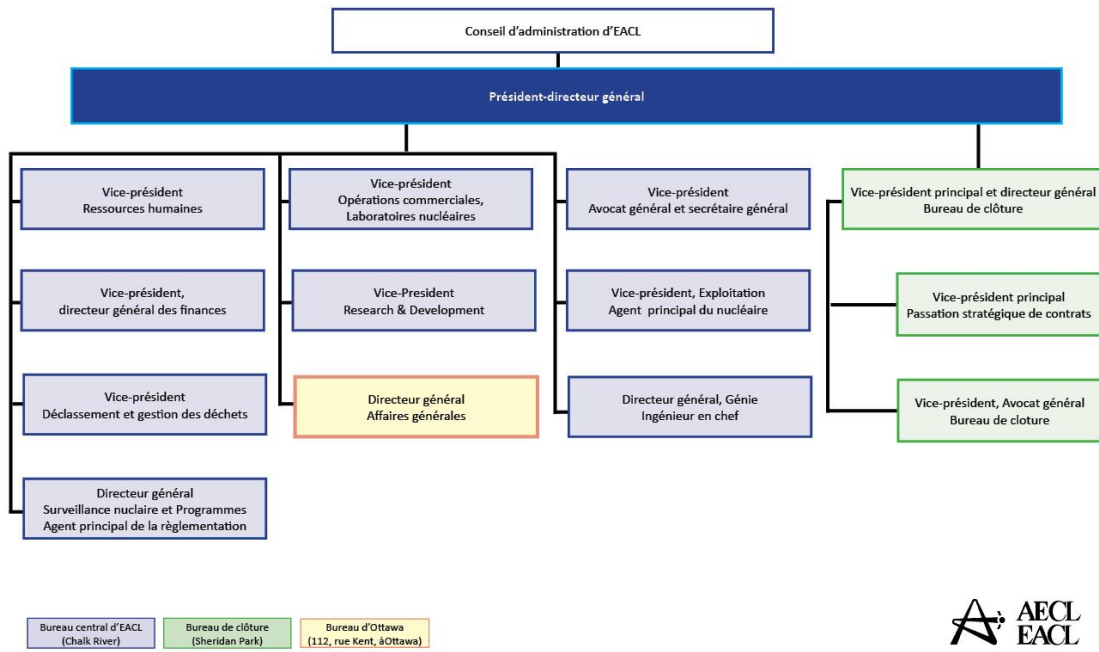 Conseil d'administration d'EACL
Président-directeur général
Vice-président
Ressources humaines
Vice-président
Opérations commerciales,
Laboratoires nucléaires
Vice-président
Avocat général et secrétaire général
Vice-président principal et directeur général
Bureau de clôture
Vice-président,
directeur général des finances
Vice-President
Research & Development
Vice-président, Exploitation
Agent principal du nucléaire
Vice-président principal
Passation stratégique de contrats
Vice-président
Déclassement et gestion des déchets
Directeur général
Affaires générales
Directeur général, Génie
Ingénieur en chef
Vice-président, Avocat général
Bureau de cloture
Directeur général
Surveillance nuclaire et Programmes
Agent principal de la règlementation
Bureau central d'EACL
(Chalk River)
Bureau de clôture
(Sheridan Park)
Bureau d'Ottawa
(112, rue Kent, àOttawa)
AECL
EACL